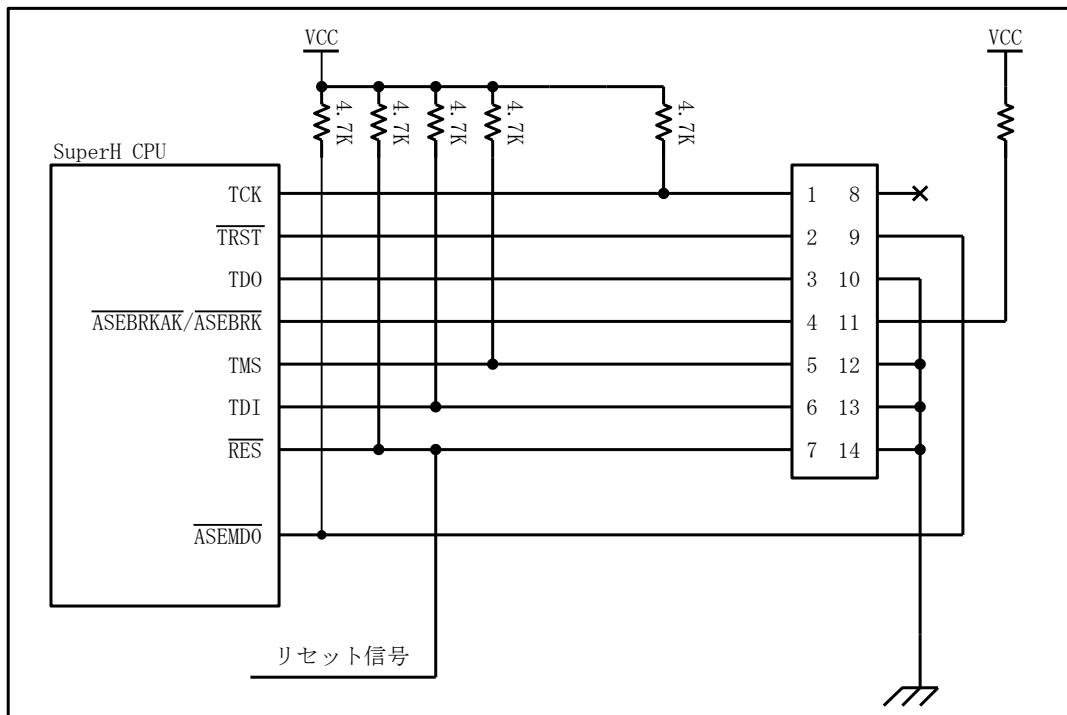 VCC
VCC
4.7K
4.7K
4.7K
4.7K
4.7K
SuperH CPU
TCK
TRST
TDO
ASEBRKAK/ASEBRK
TMS
TDI
RES
ASEMDO
1 8
2 9
3 10
4 11
5 12
6 13
7 14
リセット信号